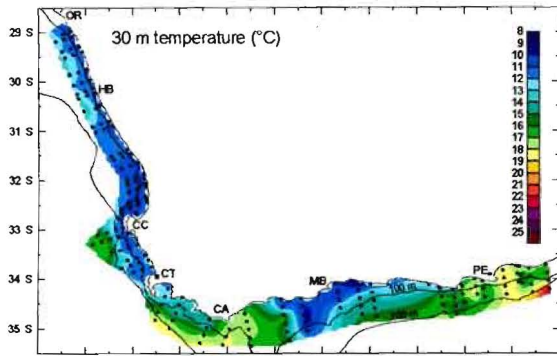 OR
29 S
30 m temperature (°C)
8
9
10
11
12
13
14
15
16
17
18
19
20
21
22
23
24
25
30 S
HB
31 S
32 S
CC
33 S
CT
34 S
CA
MB
100 m
PE
35 S